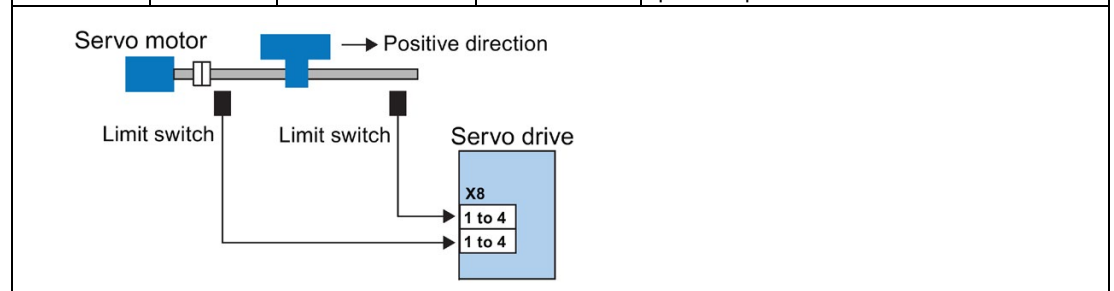 Servo motor
Positive direction
Limit switch
Limit switch
Servo drive
X8
1 to 4
1 to 4